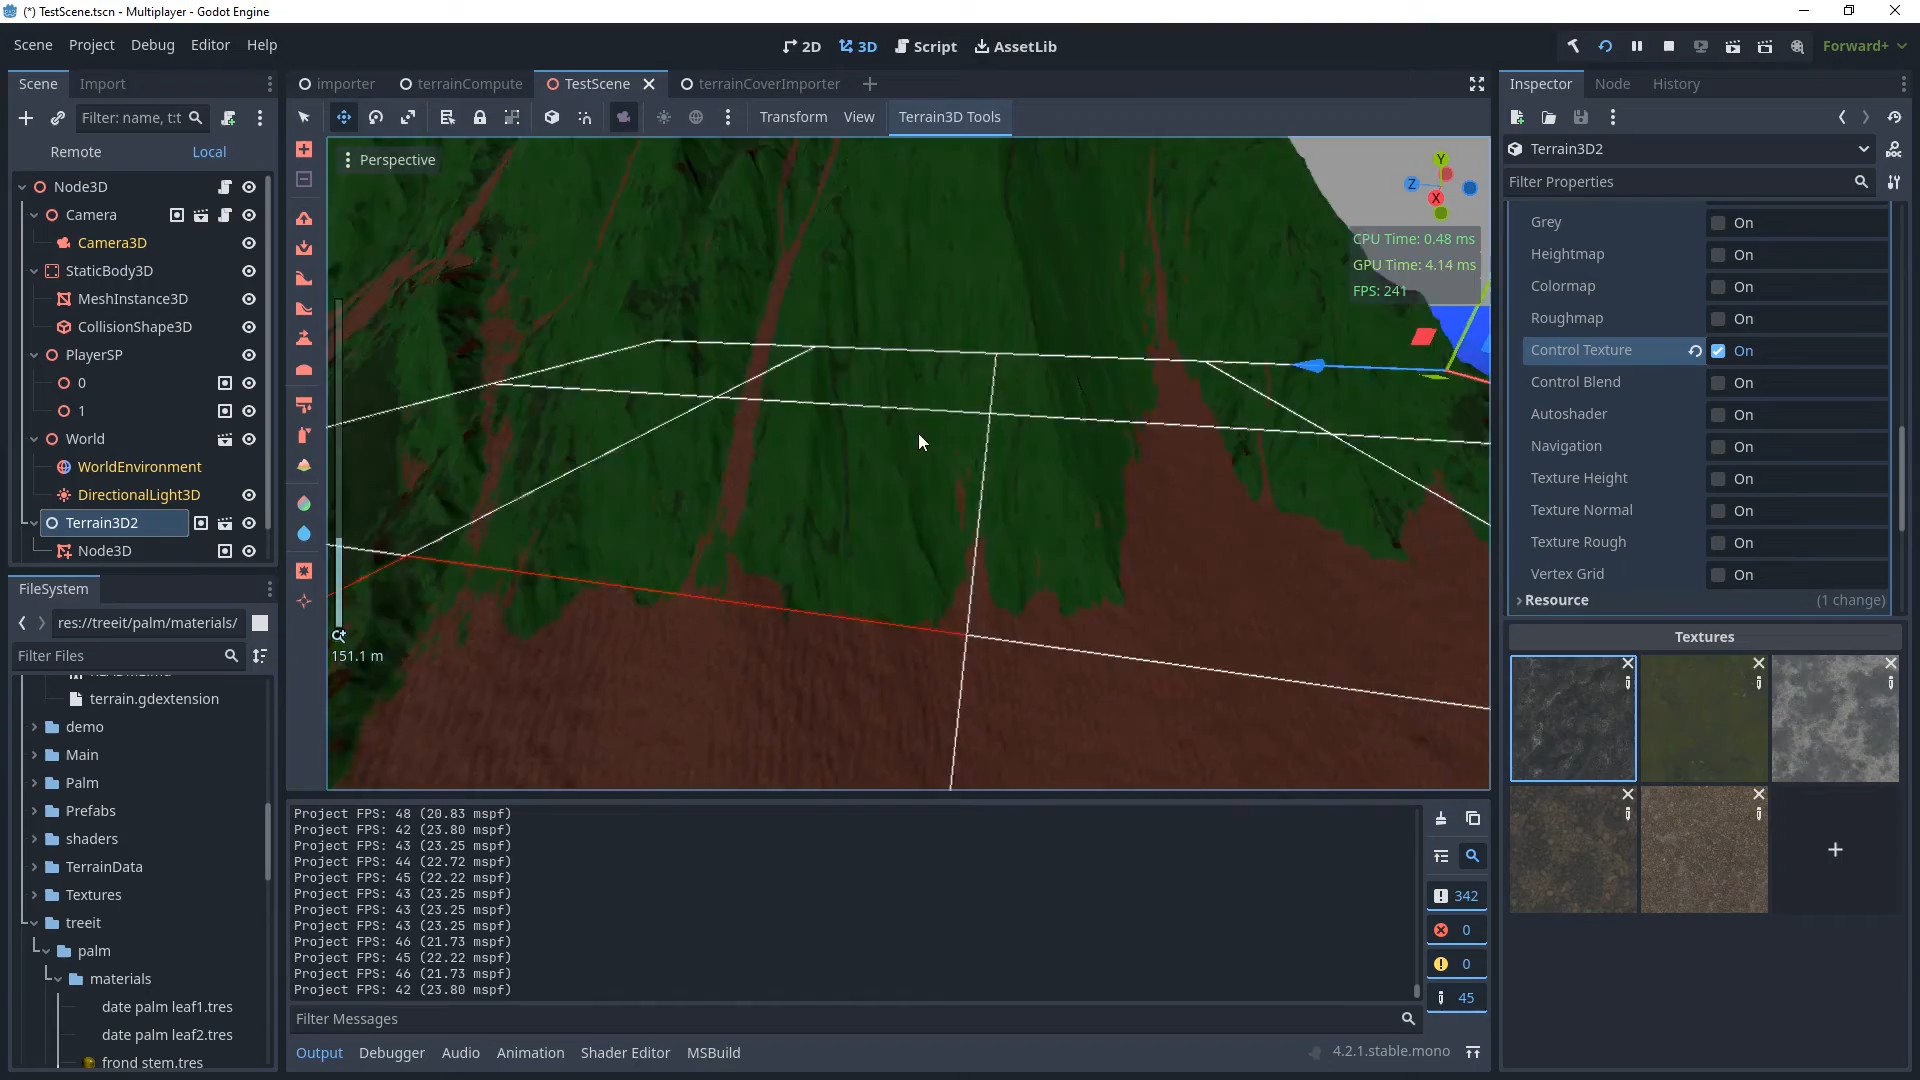 (*) TestScene.tscn - Multiplayer - Godot Engine
Scene Project Debug Editor Help
2D 3D Script AssetLib
Forward+
Scene Import
importer terrainCompute TestScene terrainCoverImporter
Inspector Node History
Filter: name, t:t
Transform View Terrain3D Tools
Remote Local
Perspective
Terrain3D2
Filter Properties
Node3D
Camera
Camera3D
StaticBody3D
MeshInstance3D
CollisionShape3D
PlayerSP
0
1
World
WorldEnvironment
DirectionalLight3D
Terrain3D2
Node3D
Y
Z
X
CPU Time: 0.48 ms
GPU Time: 4.14 ms
FPS: 241
151.1 m
Grey On
Heightmap On
Colormap On
Roughmap On
Control Texture On
Control Blend On
Autoshader On
Navigation On
Texture Height On
Texture Normal On
Texture Rough On
Vertex Grid On
Resource (1 change)
Textures
FileSystem
res://treeit/palm/materials/
Filter Files
terrain.gdextension
demo
Main
Palm
Prefabs
shaders
TerrainData
Textures
treeit
palm
materials
date palm leaf1.tres
date palm leaf2.tres
frond stem.tres
Project FPS: 48 (20.83 mspf)
Project FPS: 42 (23.80 mspf)
Project FPS: 43 (23.25 mspf)
Project FPS: 44 (22.72 mspf)
Project FPS: 45 (22.22 mspf)
Project FPS: 43 (23.25 mspf)
Project FPS: 43 (23.25 mspf)
Project FPS: 43 (23.25 mspf)
Project FPS: 46 (21.73 mspf)
Project FPS: 45 (22.22 mspf)
Project FPS: 46 (21.73 mspf)
Project FPS: 42 (23.80 mspf)
342
0
0
45
Filter Messages
Output Debugger Audio Animation Shader Editor MSBuild
4.2.1.stable.mono